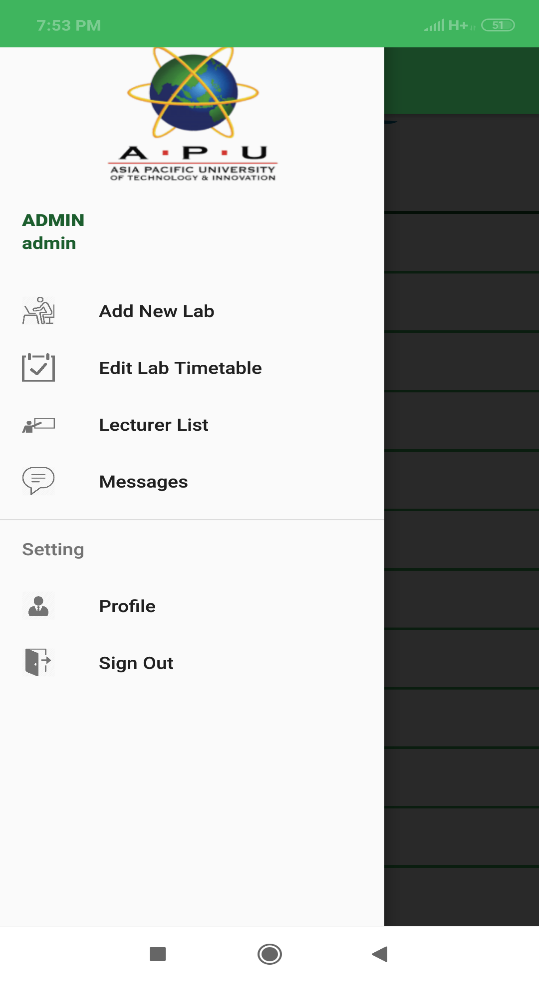 7:53 PM
H+
51
A·P·U
ASIA PACIFIC UNIVERSITY
OF TECHNOLOGY & INNOVATION
ADMIN
admin
Add New Lab
Edit Lab Timetable
Lecturer List
Messages
Setting
Profile
Sign Out